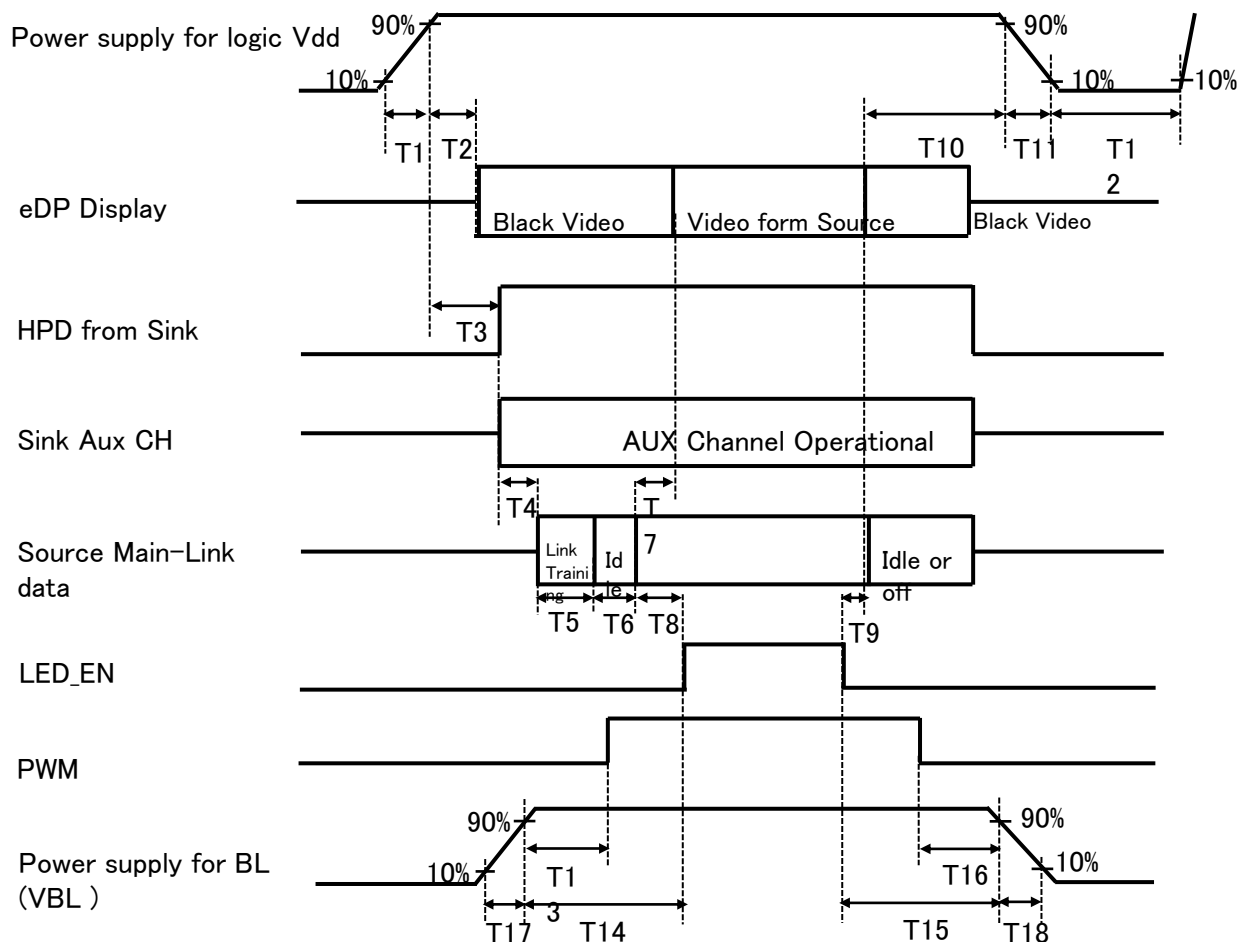 90%
90%
Power supply for logic Vdd
10%
10%
10%
T1
T2
T10
T11
T1
2
eDP Display
Black Video
Video form Source
Black Video
T3
HPD from Sink
Sink Aux CH
AUX Channel Operational
T4
T
7
Source Main-Link
data
Link
Traini
ng
Id
le
Idle or
off
T5
T6
T8
T9
LED_EN
PWM
90%
90%
Power supply for BL
(VBL )
10%
10%
T1
3
T16
T17
T14
T15
T18